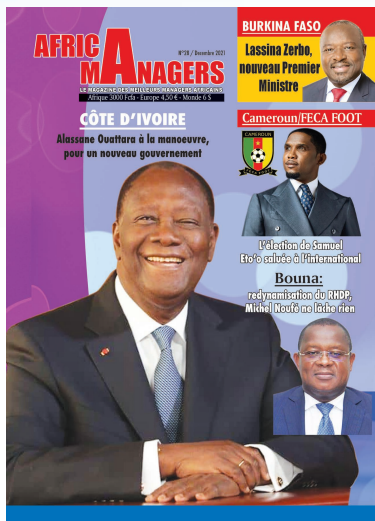 AFRIC
MANAGERS
N°38 / Décembre 2021
LE MAGAZINE DES MEILLEURS MANAGERS AFRICAINS
Afrique 3000 Fcfa - Europe 4,50 € - Monde 6 $
CÔTE D'IVOIRE
Alassane Ouattara à la manoeuvre,
pour un nouveau gouvernement
BURKINA FASO
Lassina Zerbo,
nouveau Premier
Ministre
Cameroun/FECA FOOT
CAMEROUN
L'élection de Samuel
Eto'o saluée à l'international
Bouna:
redynamisation du RHDP,
Michel Noufé ne lâche rien